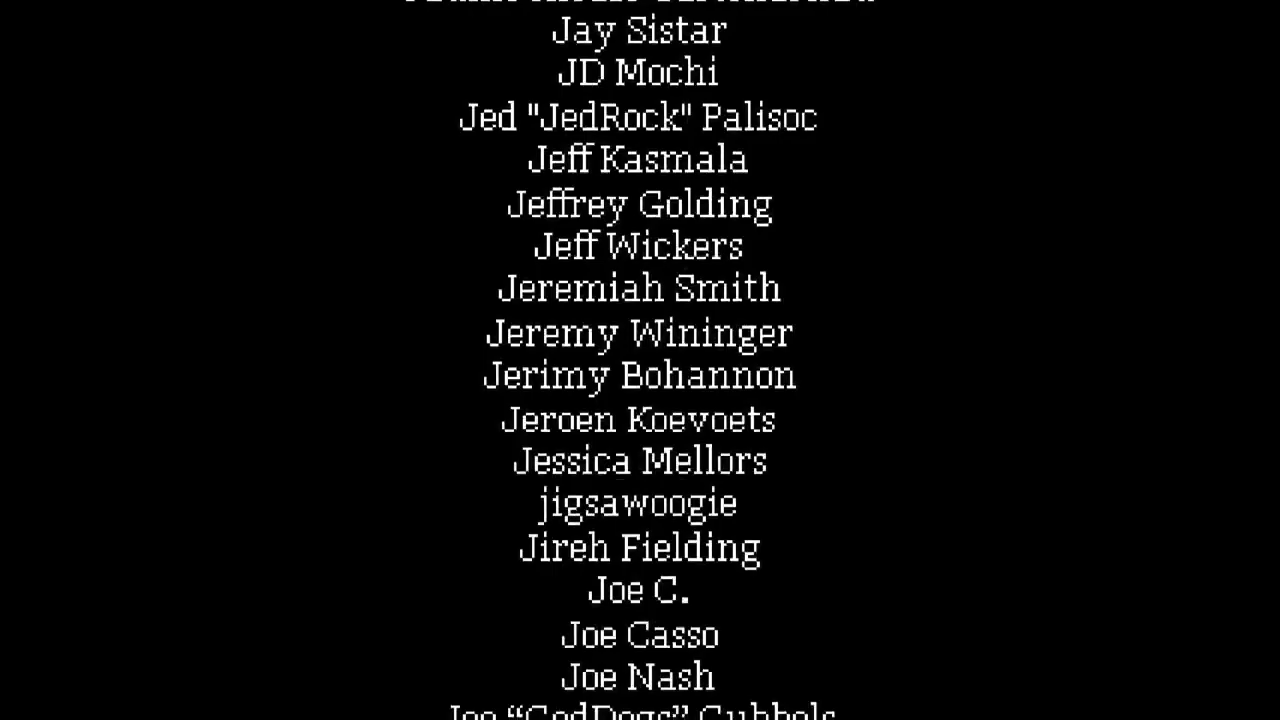 Jay Sistar
JD Mochi
Jed "JedRock" Palisoc
Jeff Kasmala
Jeffrey Golding
Jeff Wickers
Jeremiah Smith
Jeremy Wininger
Jerimy Bohannon
Jeroen Koevoets
Jessica Mellors
jigsawoogie
Jireh Fielding
Joe C.
Joe Casso
Joe Nash
Joe